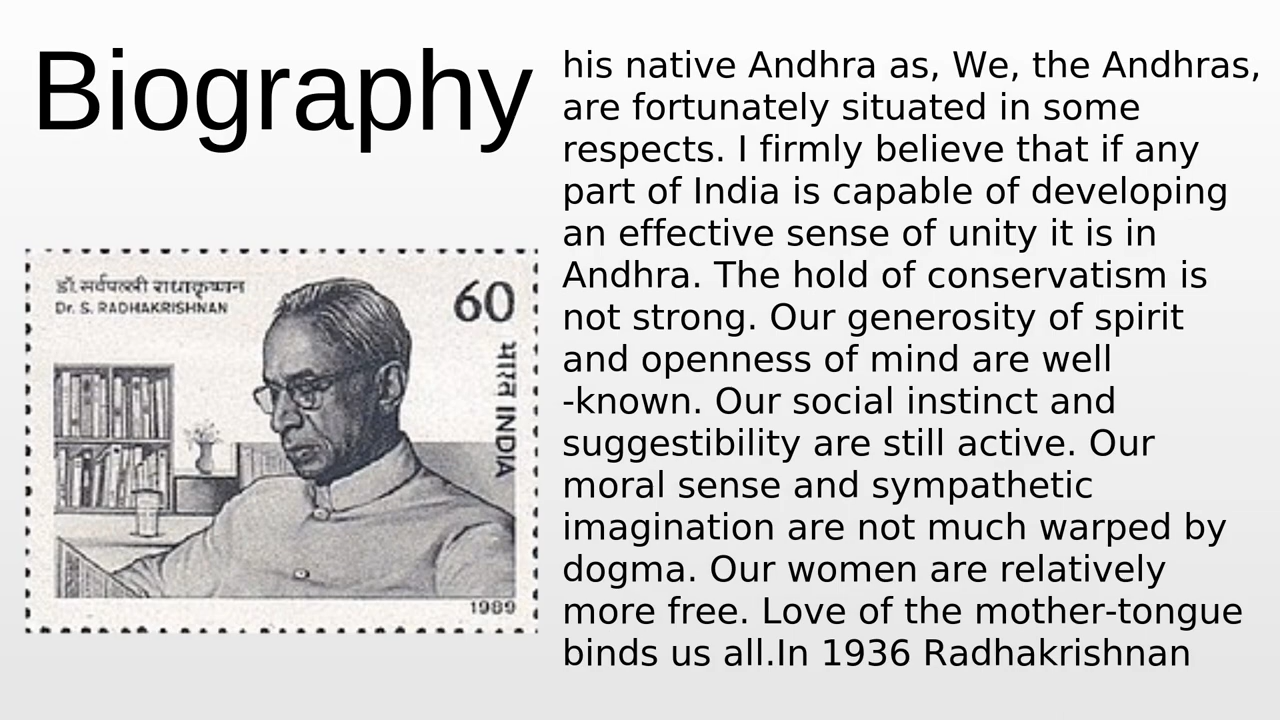 Biography
his native Andhra as, We, the Andhras,
are fortunately situated in some
respects. I firmly believe that if any
part of India is capable of developing
an effective sense of unity it is in
Andhra. The hold of conservatism is
not strong. Our generosity of spirit
and openness of mind are well
-known. Our social instinct and
suggestibility are still active. Our
moral sense and sympathetic
imagination are not much warped by
dogma. Our women are relatively
more free. Love of the mother-tongue
binds us all.In 1936 Radhakrishnan
डॉ. सर्वपल्ली राधाकृष्णन
Dr. S. RADHAKRISHNAN
60
भारत INDIA
1989